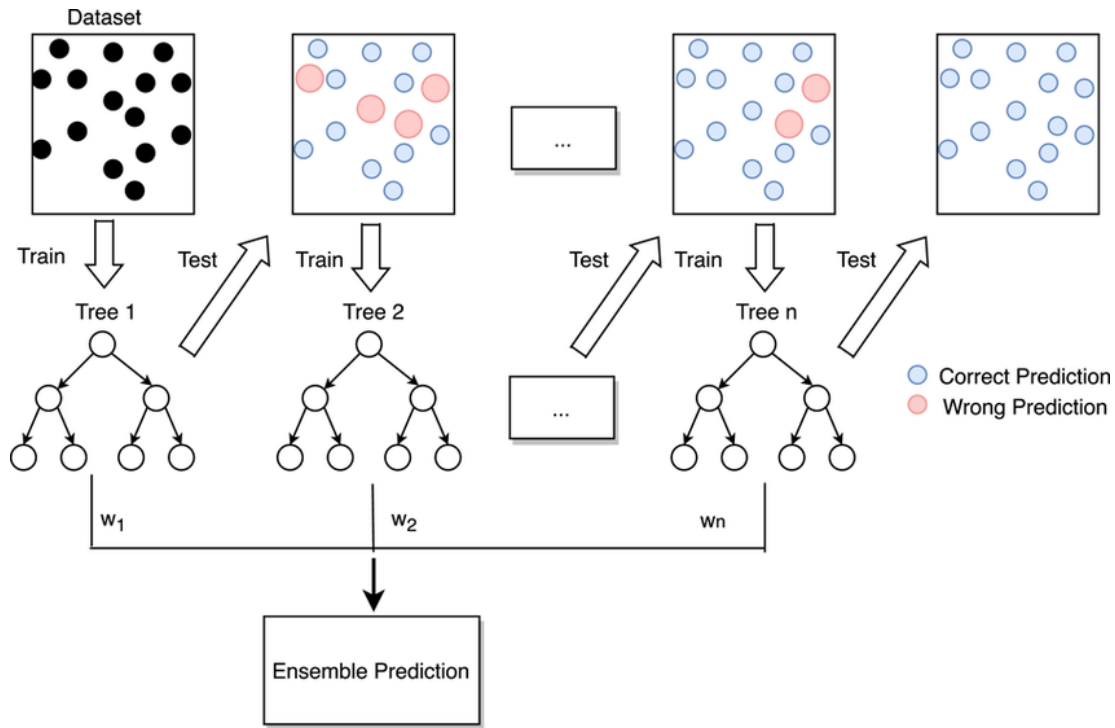 Dataset
...
Train
Test
Train
Test
Train
Test
Tree 1
Tree 2
Tree n
Correct Prediction
Wrong Prediction
...
w1
w2
wn
Ensemble Prediction